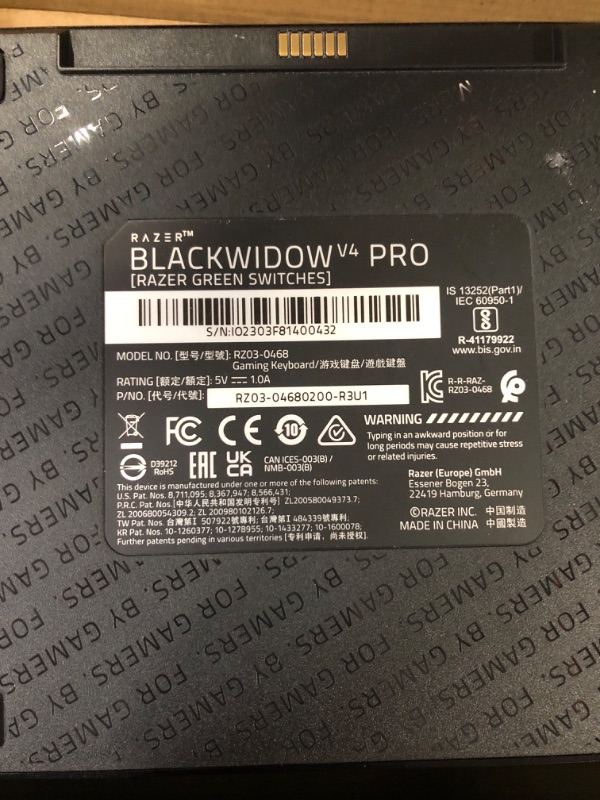 RAZER™
BLACKWIDOW V4 PRO
[RAZER GREEN SWITCHES]
S/N:IO2303F81400432
IS 13252(Part1)/
IEC 60950-1
R-41179922
www.bis.gov.in
MODEL NO. [型号/型號]: RZ03-0468
Gaming Keyboard/游戏键盘/遊戲鍵盤
RATING [额定/額定]: 5V ⎓ 1.0A
P/NO. [代号/代號]: RZ03-04680200-R3U1
R-R-RAZ-
RZ03-0468
FC CE 10
D39212
RoHS
EAC
UK
CA
CAN ICES-003(B) /
NMB-003(B)
WARNING
Typing in an awkward position or for
long periods may cause repetitive stress
or related injuries.
Razer (Europe) GmbH
Essener Bogen 23,
22419 Hamburg, Germany
©RAZER INC. 中国制造
MADE IN CHINA 中國製造
This device is manufactured under one or more of the following patents:
U.S. Pat. Nos. 8,711,095; 8,367,947; 8,566,431;
P.R.C. Pat. Nos. [中华人民共和国发明专利号] ZL200580049373.7;
ZL 200680054309.2; ZL 200980102126.7;
TW Pat. Nos. 台灣第I 507922號專利; 台灣第I 484339號專利;
KR Pat. Nos. 10-1260377; 10-1278955; 10-1433277; 10-1600078;
Further patents pending in various territories [专利申请，尚未授权].
FOR GAMERS. BY GAMERS.